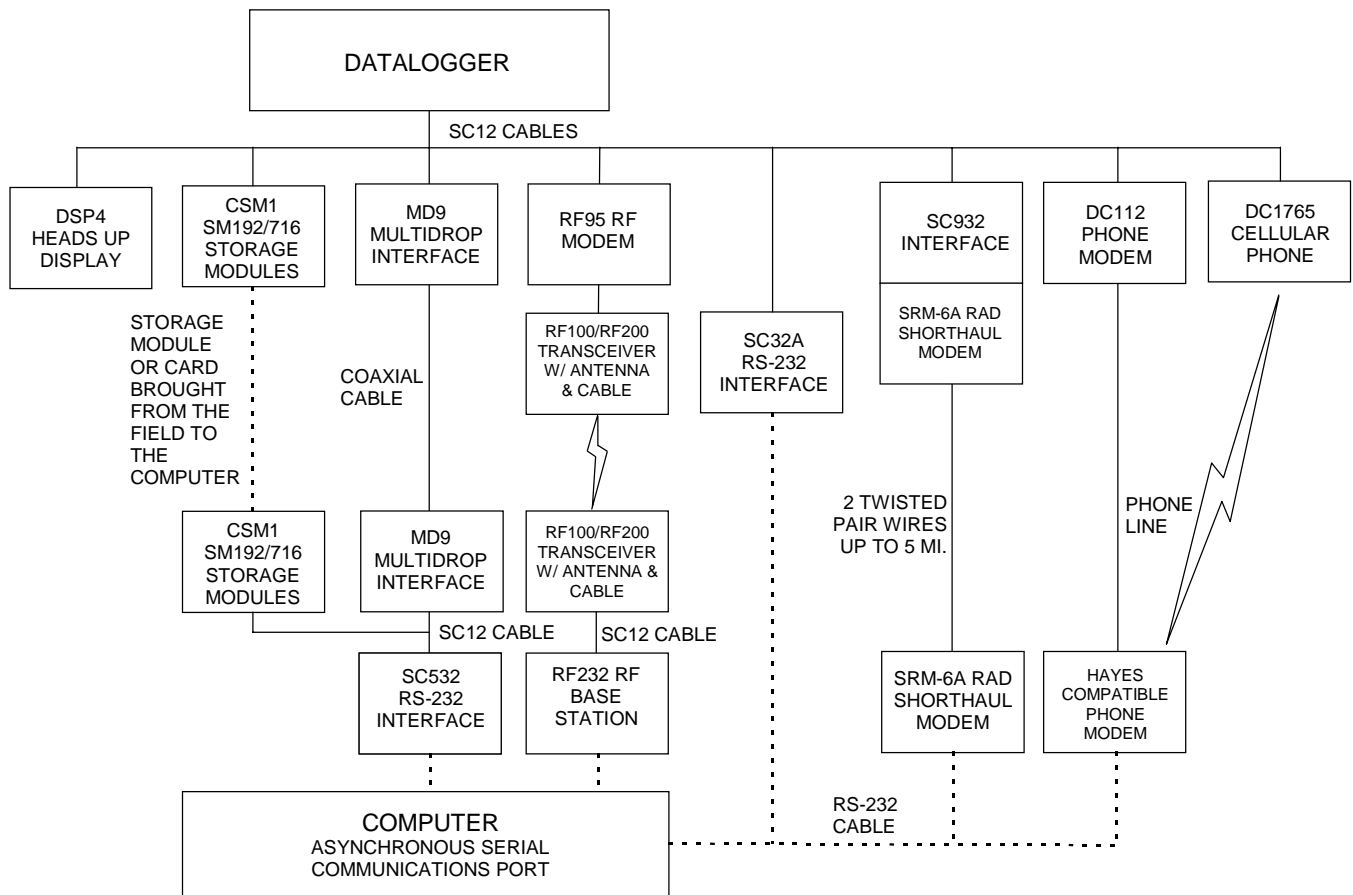 DATALOGGER
SC12 CABLES
DSP4
HEADS UP
DISPLAY
CSM1
SM192/716
STORAGE
MODULES
MD9
MULTIDROP
INTERFACE
RF95 RF
MODEM
SC932
INTERFACE
DC112
PHONE
MODEM
DC1765
CELLULAR
PHONE
STORAGE
MODULE
OR CARD
BROUGHT
FROM THE
FIELD TO
THE
COMPUTER
COAXIAL
CABLE
RF100/RF200
TRANSCEIVER
W/ ANTENNA
& CABLE
SC32A
RS-232
INTERFACE
SRM-6A RAD
SHORTHAUL
MODEM
2 TWISTED
PAIR WIRES
UP TO 5 MI.
PHONE
LINE
CSM1
SM192/716
STORAGE
MODULES
MD9
MULTIDROP
INTERFACE
RF100/RF200
TRANSCEIVER
W/ ANTENNA &
CABLE
SC12 CABLE
SC12 CABLE
SC532
RS-232
INTERFACE
RF232 RF
BASE
STATION
SRM-6A RAD
SHORTHAUL
MODEM
HAYES
COMPATIBLE
PHONE
MODEM
RS-232
CABLE
COMPUTER
ASYNCHRONOUS SERIAL
COMMUNICATIONS PORT